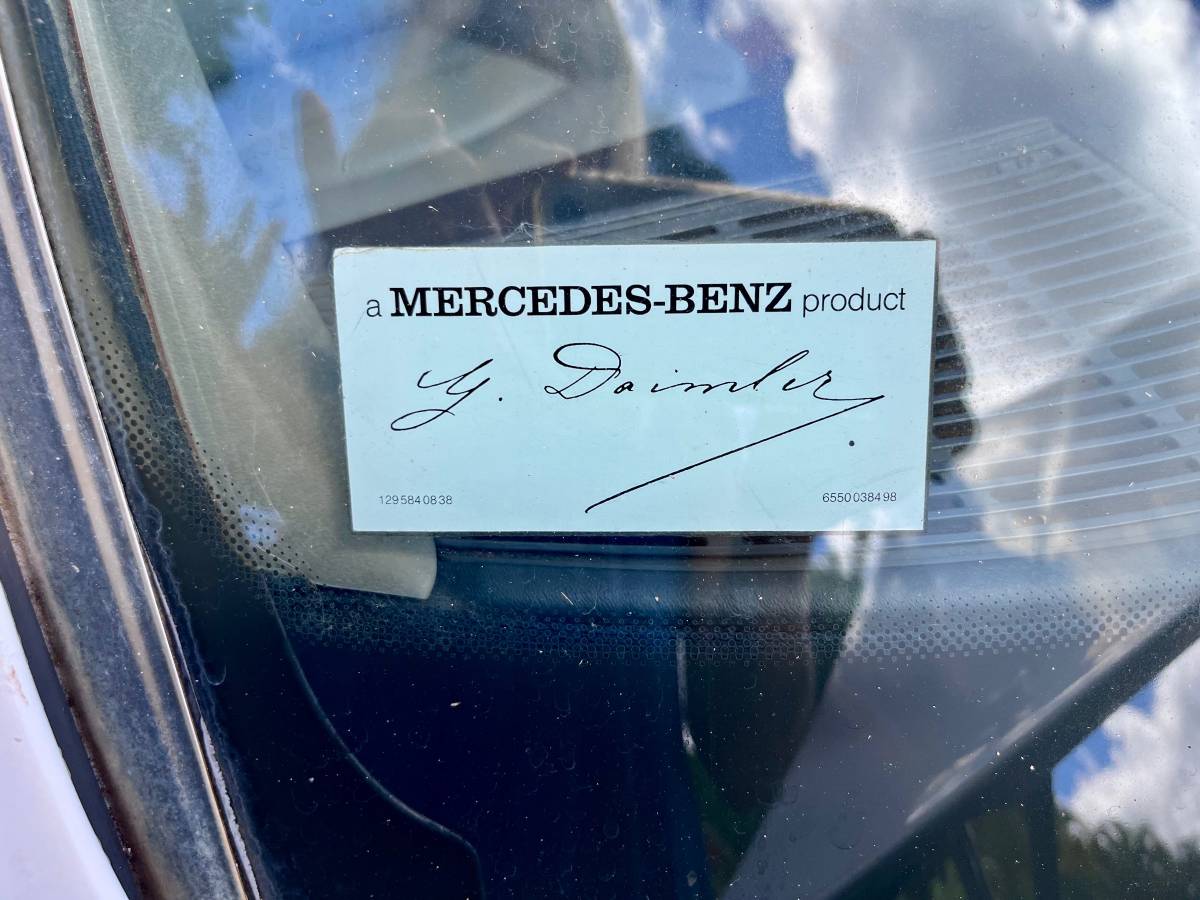 a MERCEDES-BENZ product
G. Daimler
1295840838
6550038498